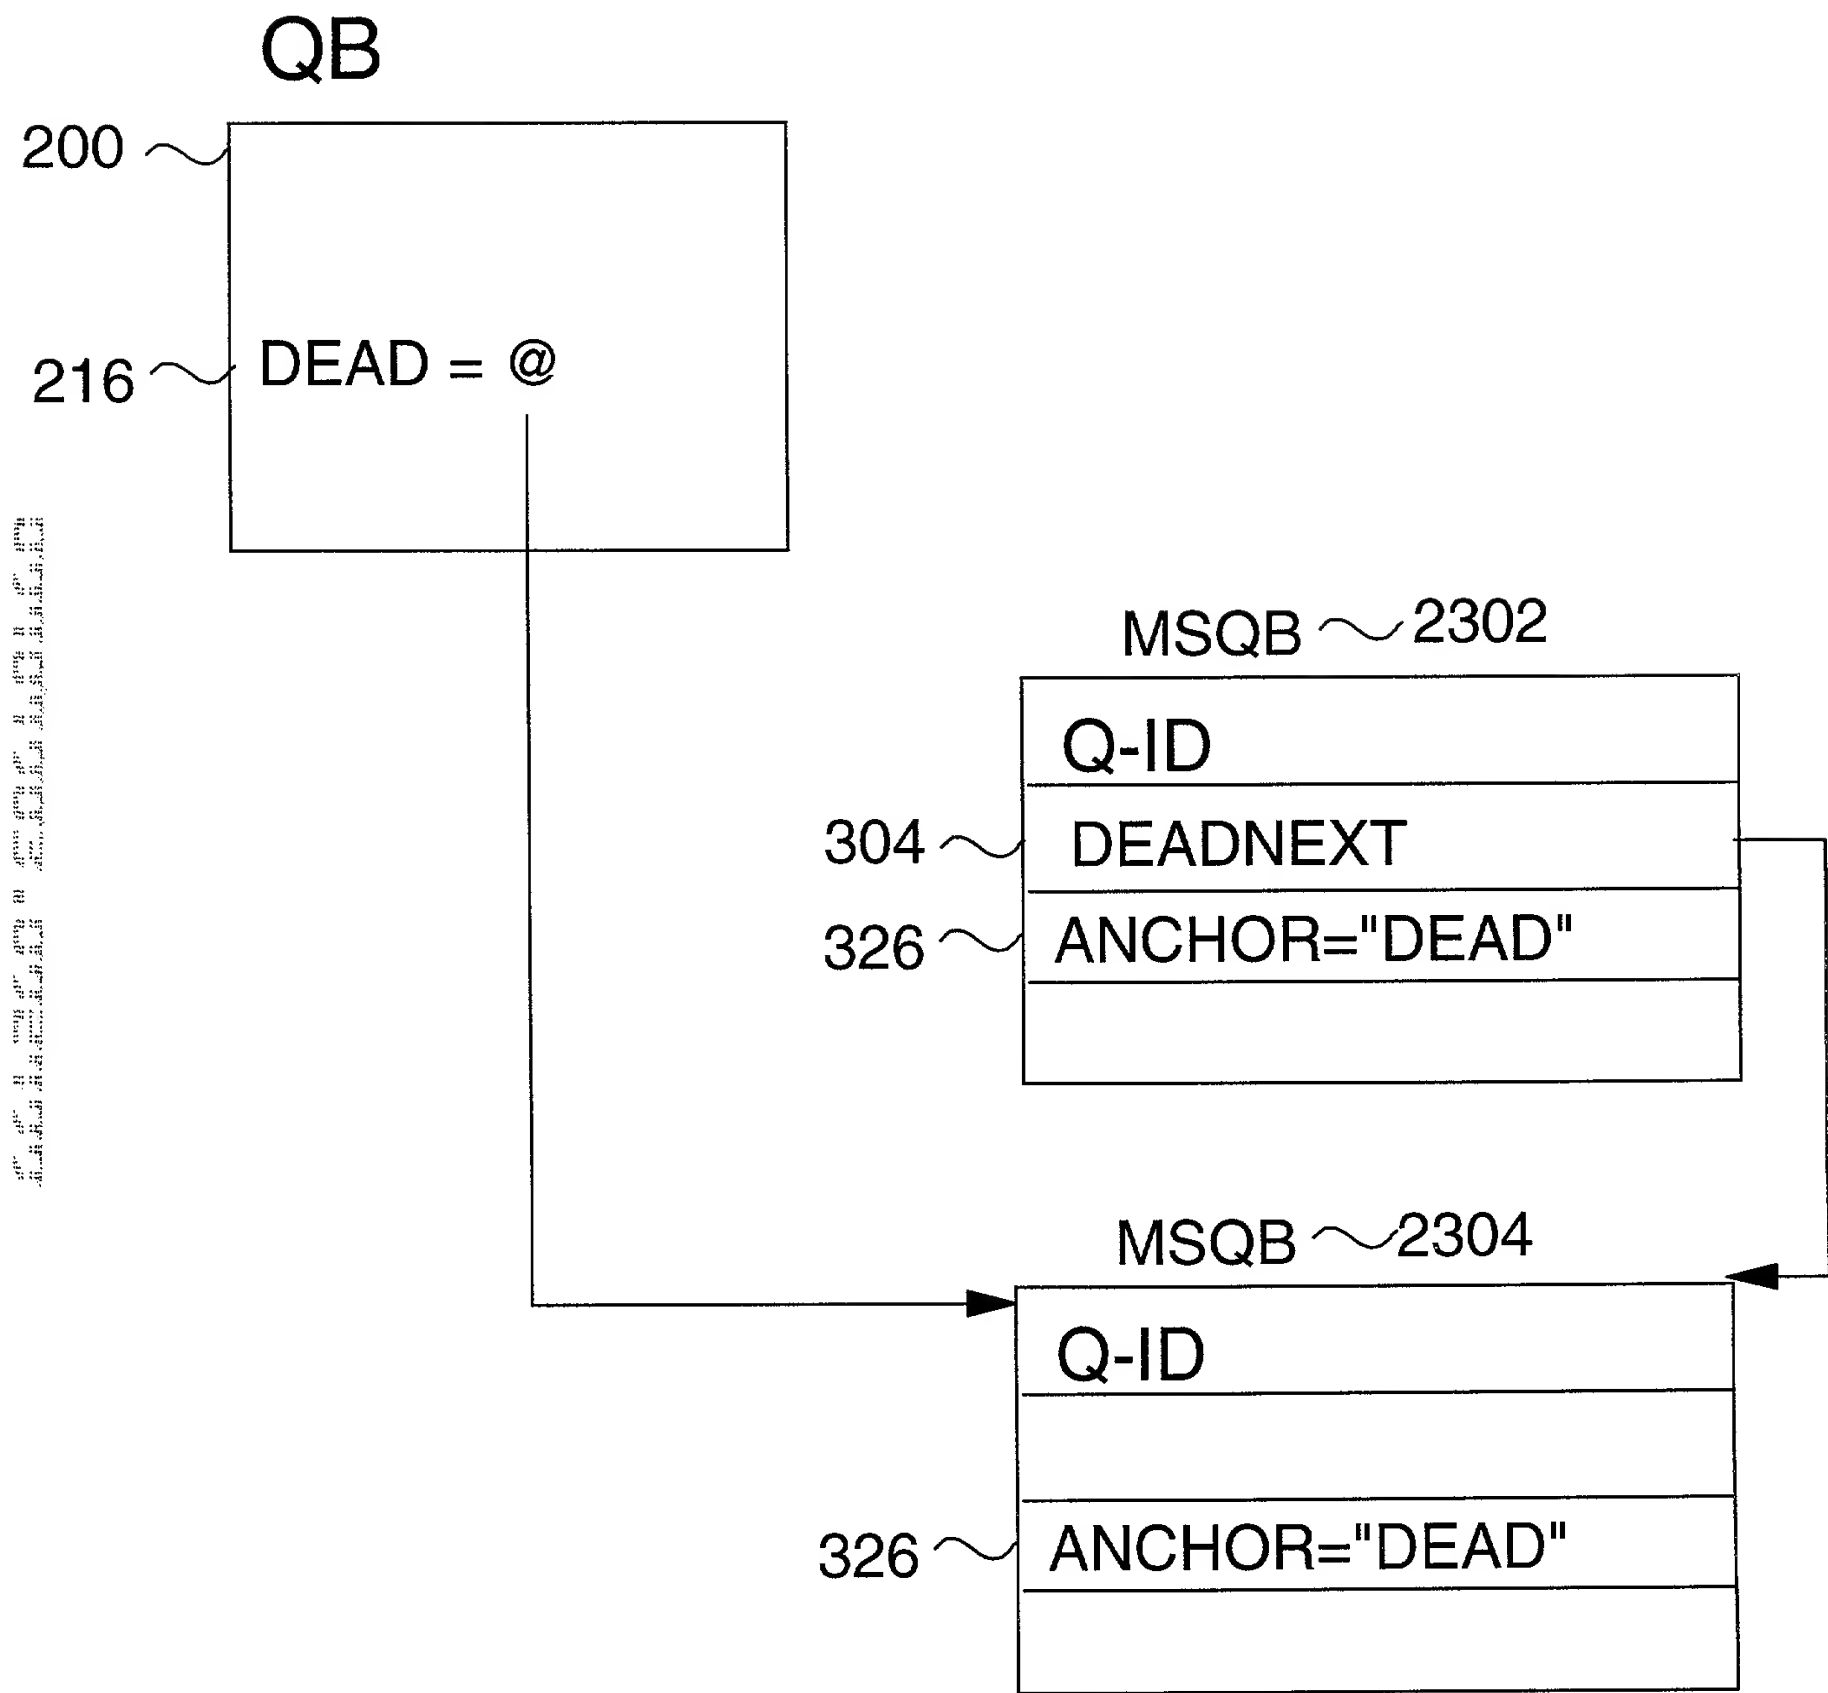 QB
200
216 DEAD = @
MSQB 2302
Q-ID
304 DEADNEXT
326 ANCHOR="DEAD"
MSQB 2304
Q-ID
326 ANCHOR="DEAD"